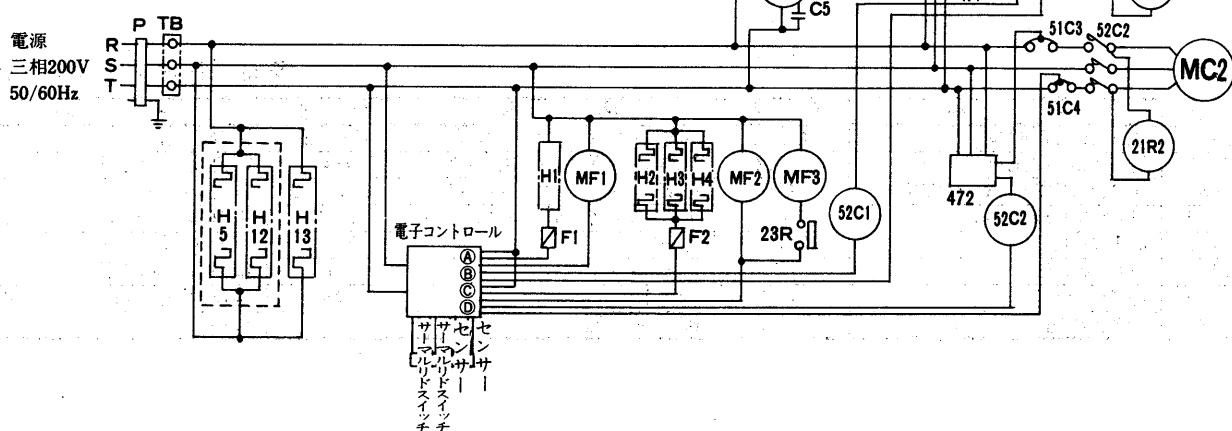 C5
P TB
電源
三相200V
50/60Hz
R
S
T
51C3 52C2
MC2
51C4
21R2
472
52C2
H1
MF1
H2
H3
H4
MF2
MF3
52C1
F1
F2
23R
H5
H12
H13
電子コントロール
A
B
C
D
サーマルリードスイッチ
サーマルリードスイッチ
センサー
センサー